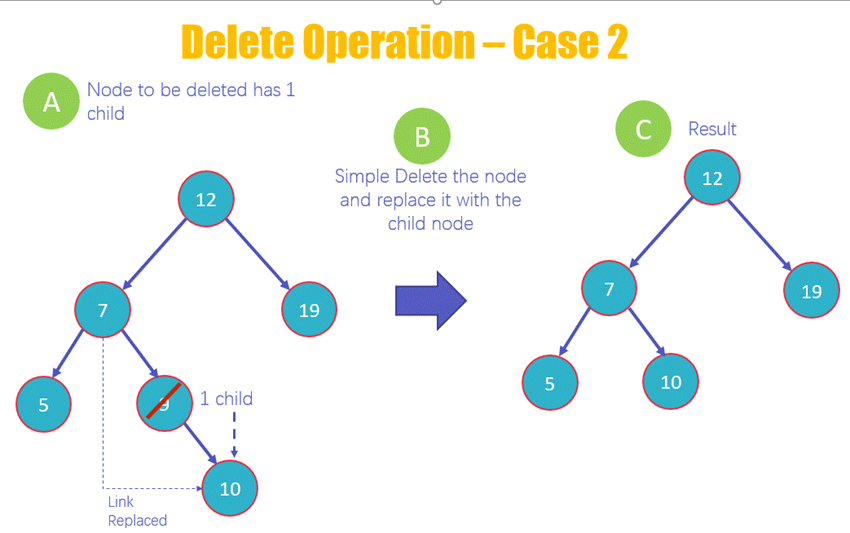 Delete Operation – Case 2
A
Node to be deleted has 1
child
B
Simple Delete the node
and replace it with the
child node
C
Result
12
7
19
5
9
1 child
10
Link
Replaced
12
7
19
5
10